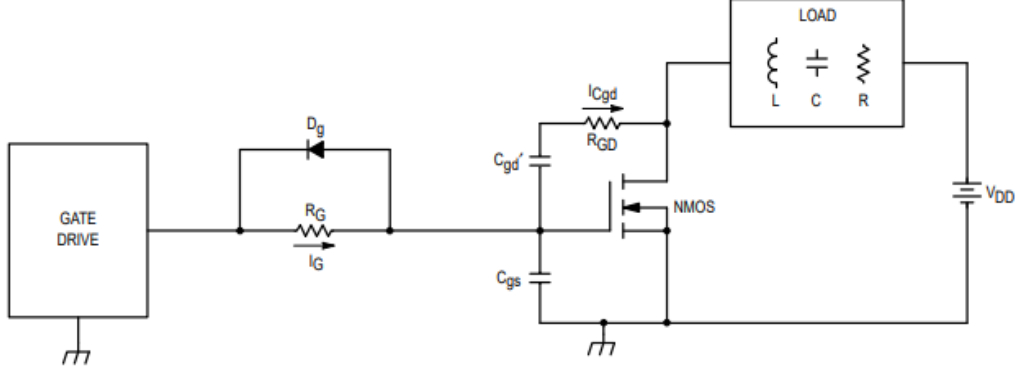 LOAD
L C R
I_Cgd
R_GD
D_g
C_gd′
GATE
DRIVE
R_G
I_G
NMOS
V_DD
C_gs